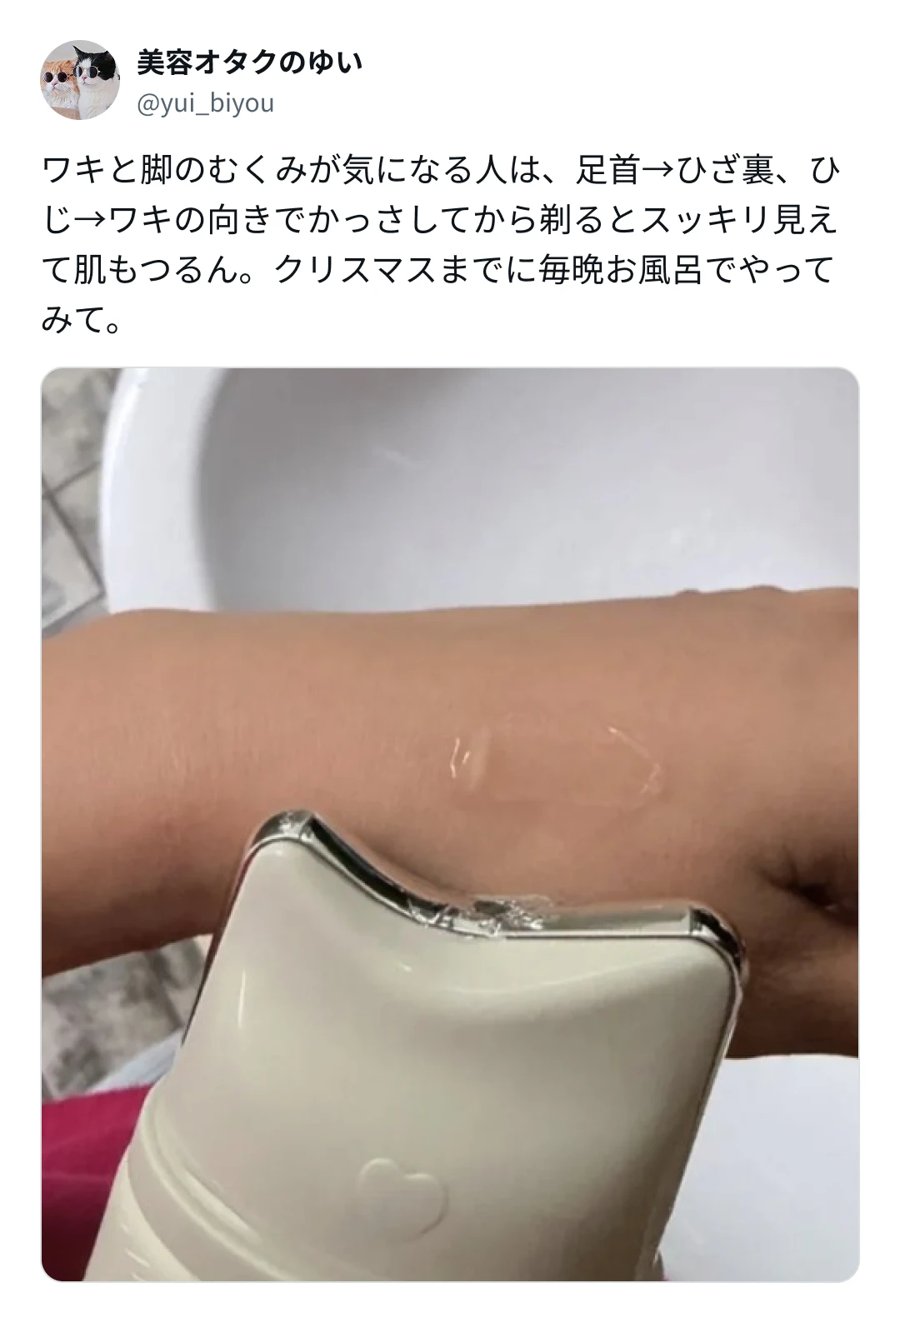 美容オタクのゆい
@yui_biyou
ワキと脚のむくみが気になる人は、足首→ひざ裏、ひ
じ→ワキの向きでかっさしてから剃るとスッキリ見え
て肌もつるん。クリスマスまでに毎晩お風呂でやって
みて。